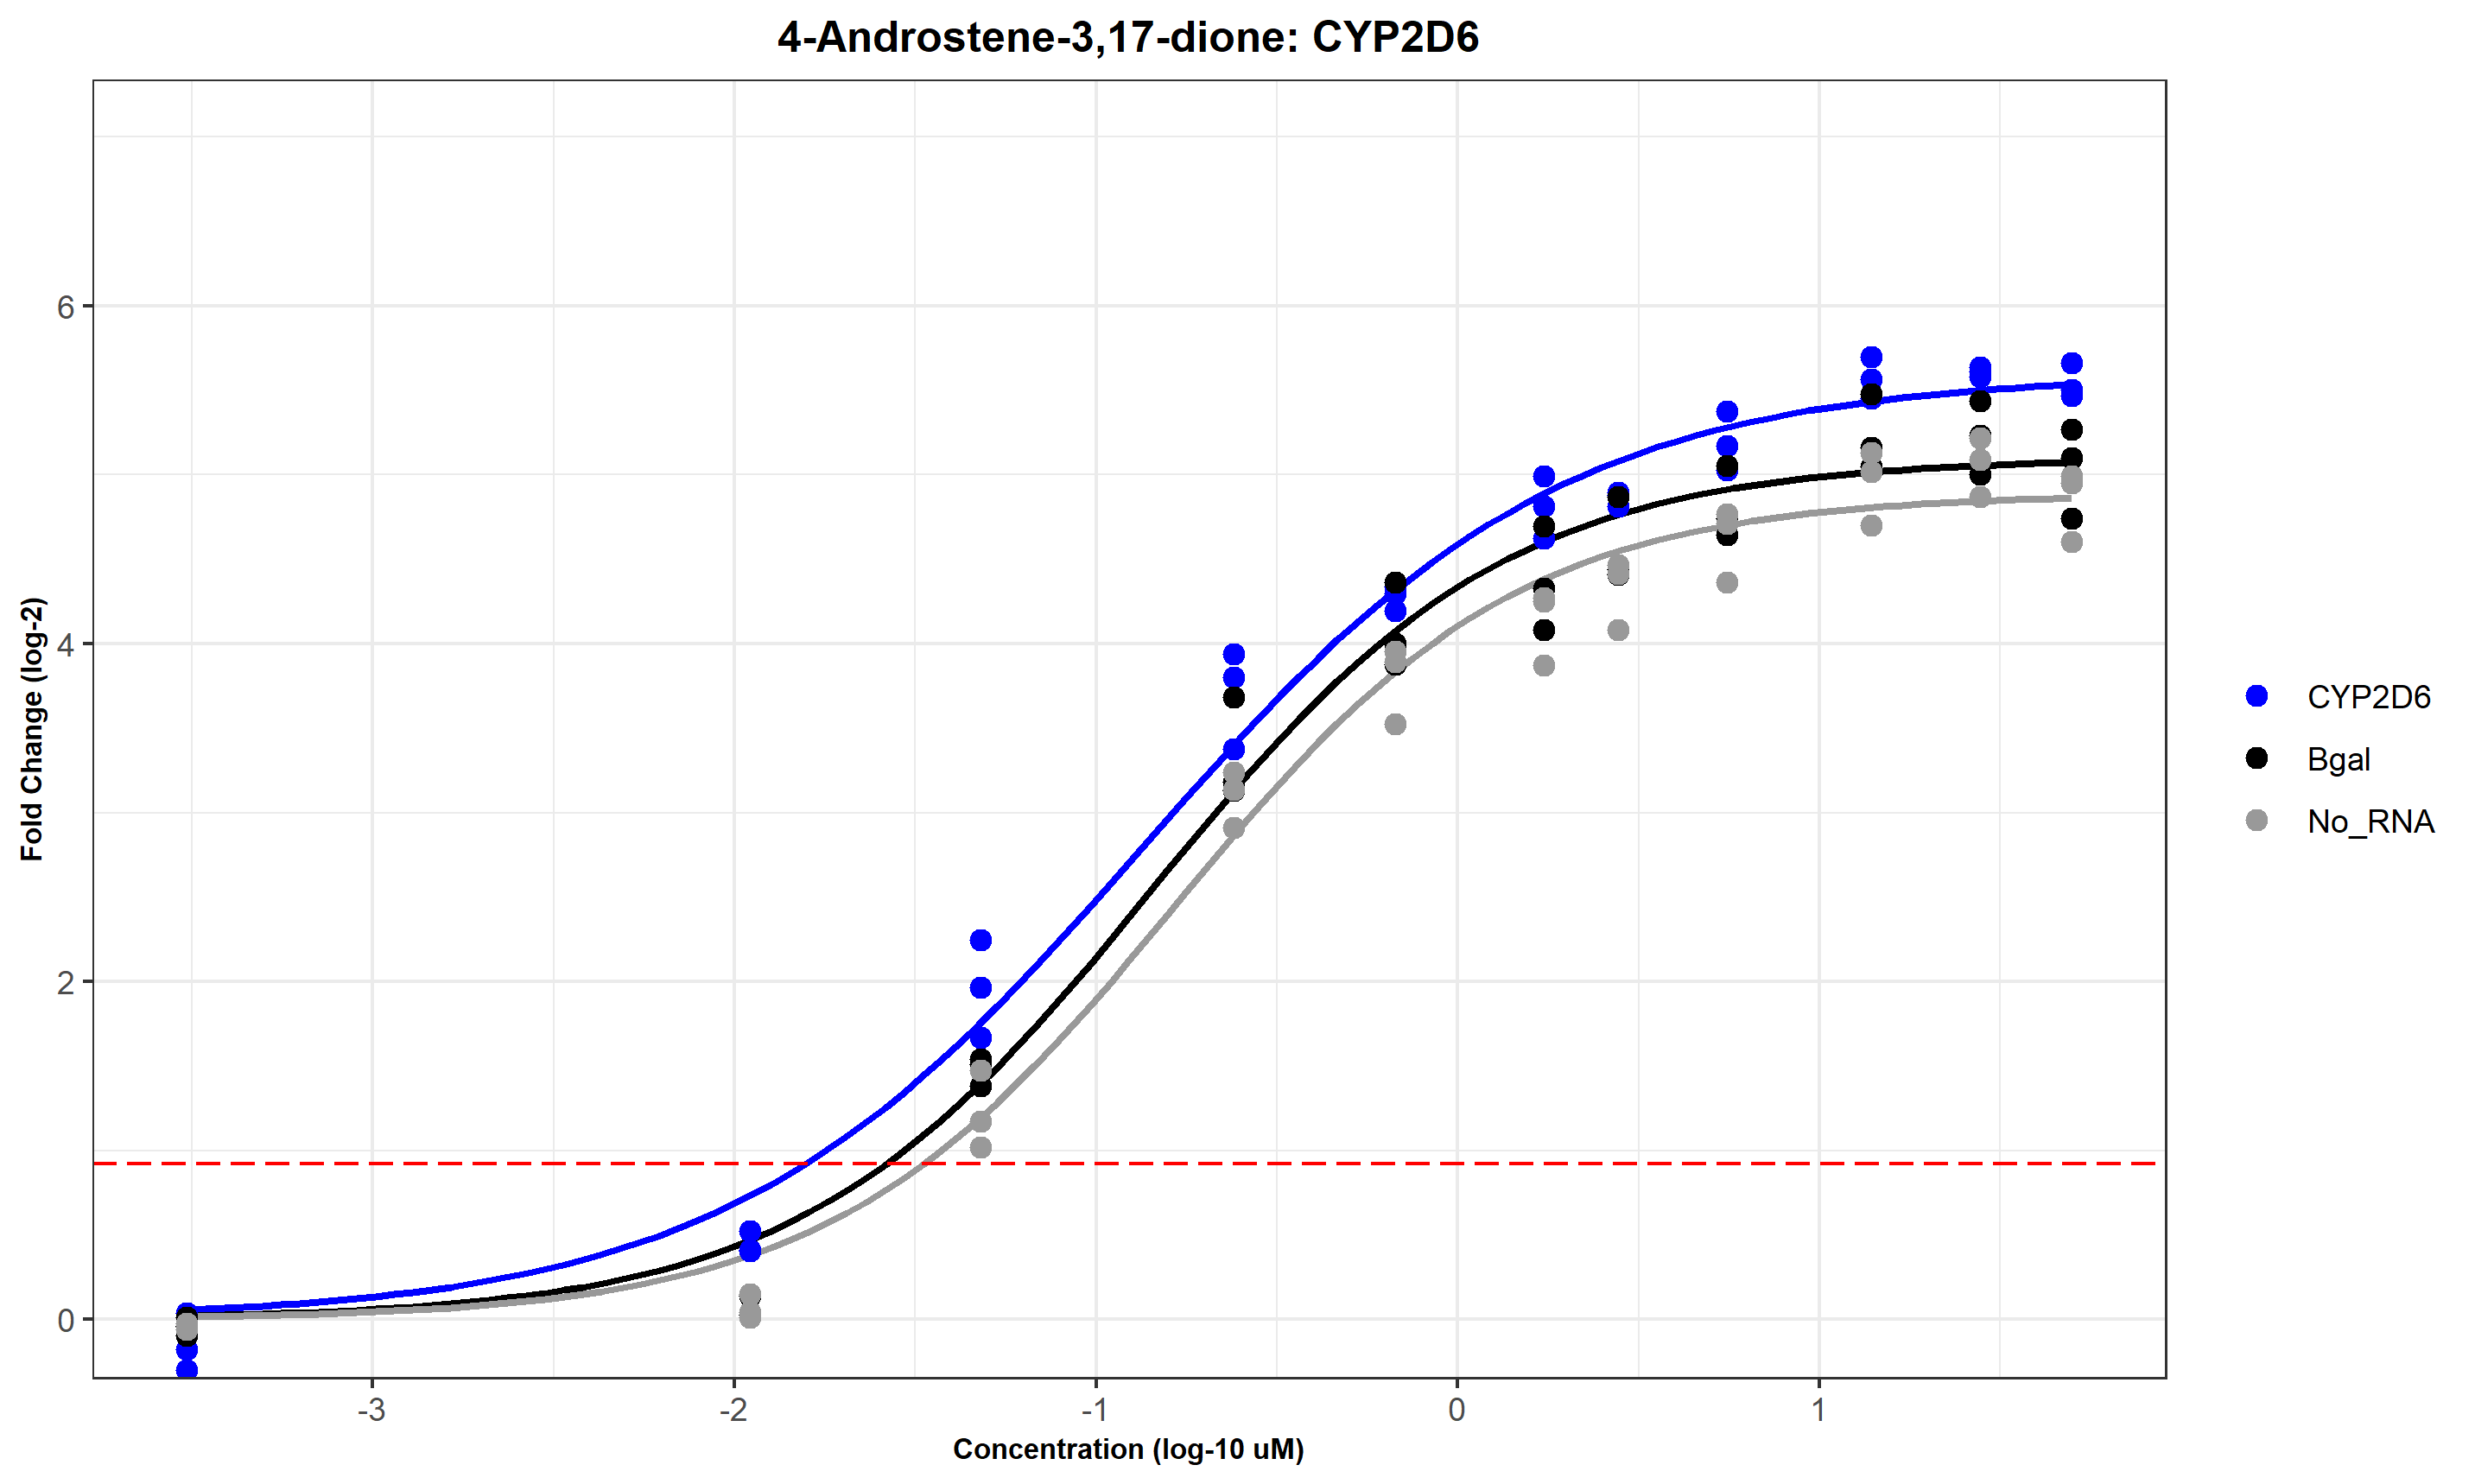 4-Androstene-3,17-dione: CYP2D6
Fold Change (log-2)
6
4
2
0
-3
-2
-1
0
1
Concentration (log-10 uM)
CYP2D6
Bgal
No_RNA